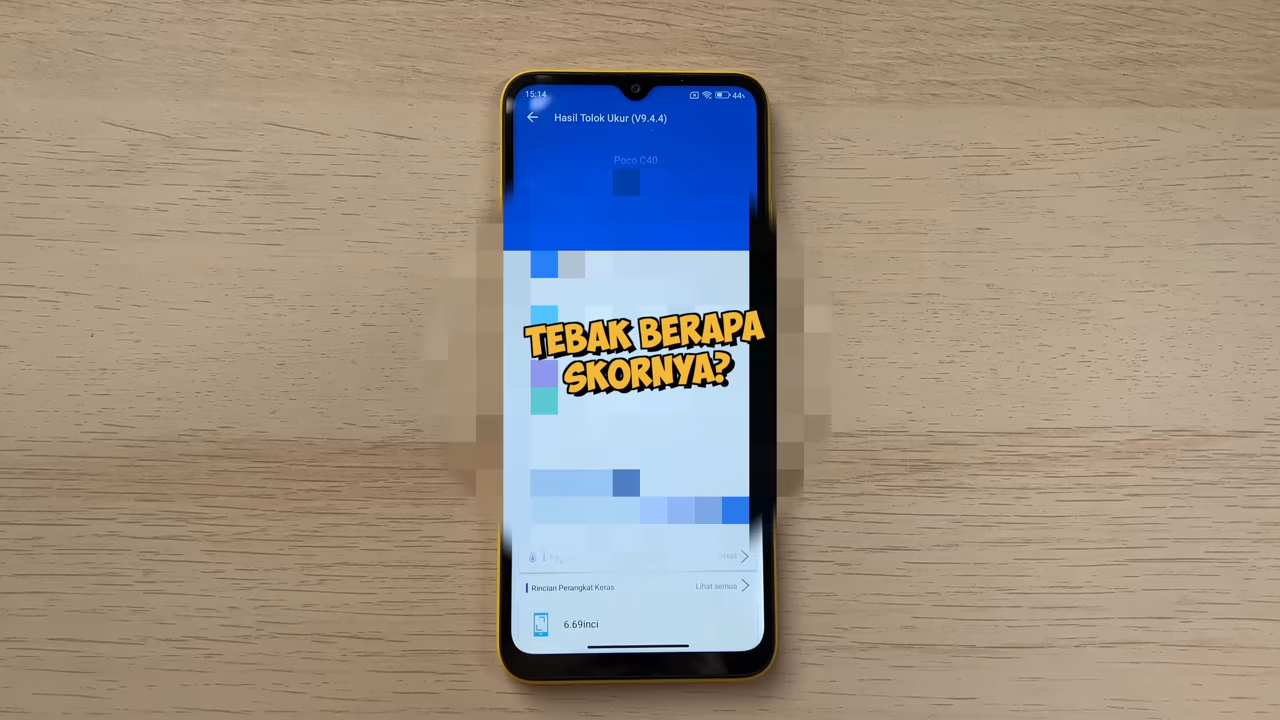 15:14
44%
Hasil Tolok Ukur (V9.4.4)
Poco C40
TEBAK BERAPA
SKORNYA?
Detail
Rincian Perangkat Keras
Lihat semua
6.69inci